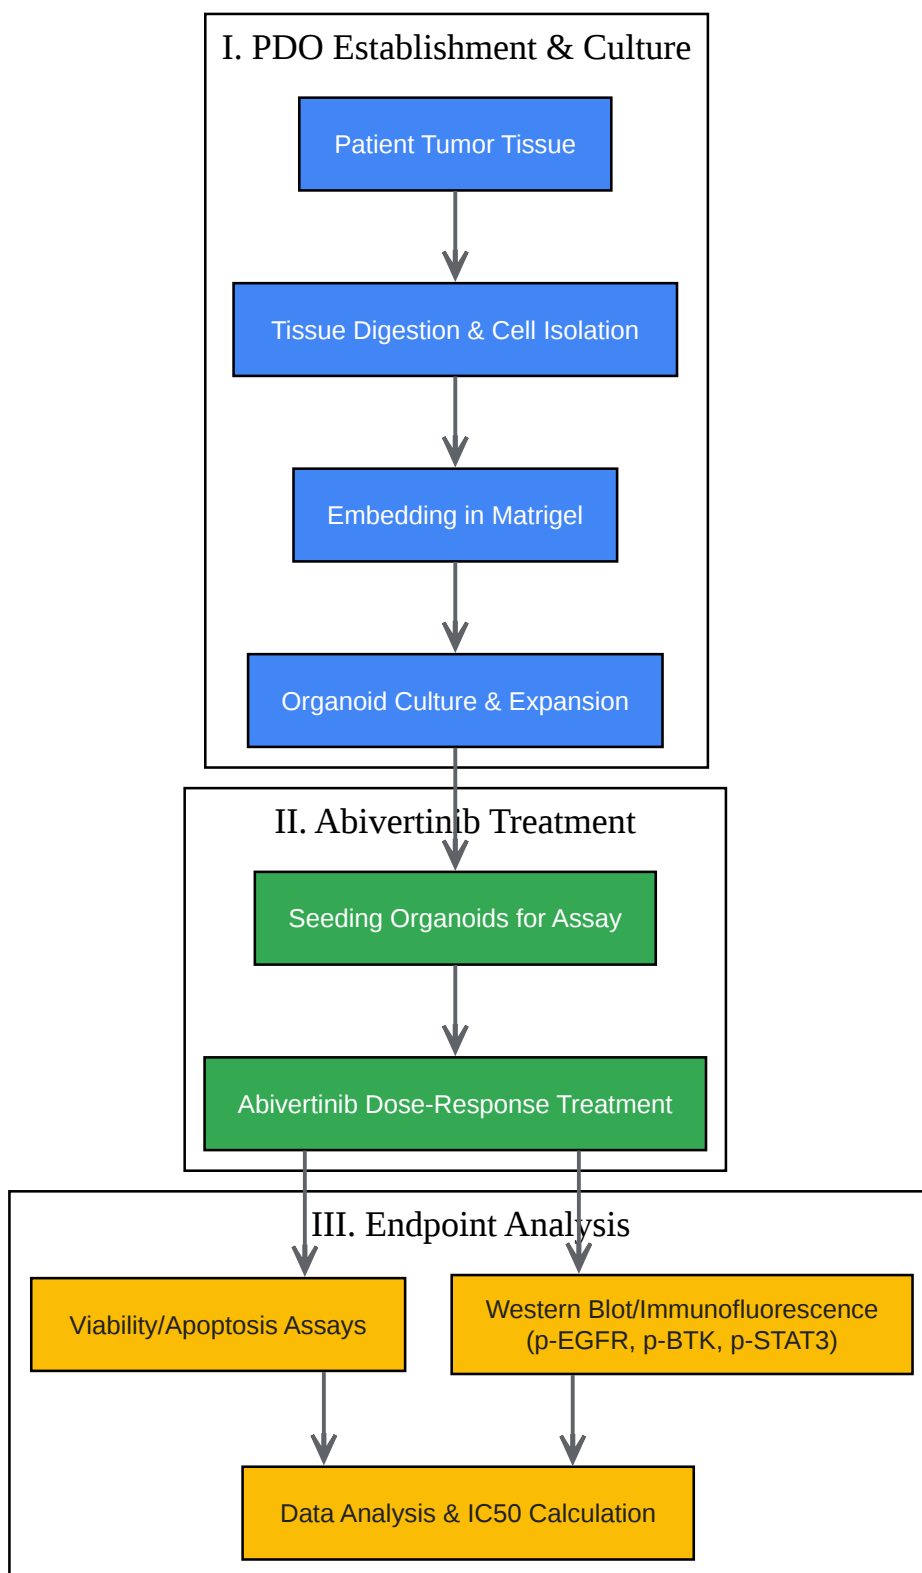 I. PDO Establishment & Culture
Patient Tumor Tissue
Tissue Digestion & Cell Isolation
Embedding in Matrigel
Organoid Culture & Expansion
II. Abivertinib Treatment
Seeding Organoids for Assay
Abivertinib Dose-Response Treatment
III. Endpoint Analysis
Viability/Apoptosis Assays
Western Blot/Immunofluorescence
(p-EGFR, p-BTK, p-STAT3)
Data Analysis & IC50 Calculation